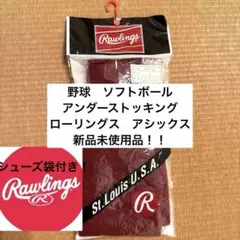 Rawlings
野球　ソフトボール
アンダーストッキング
ローリングス　アシックス
新品未使用品！！
シューズ袋付き！
Rawlings
R
St. Louis U.S.A.
R